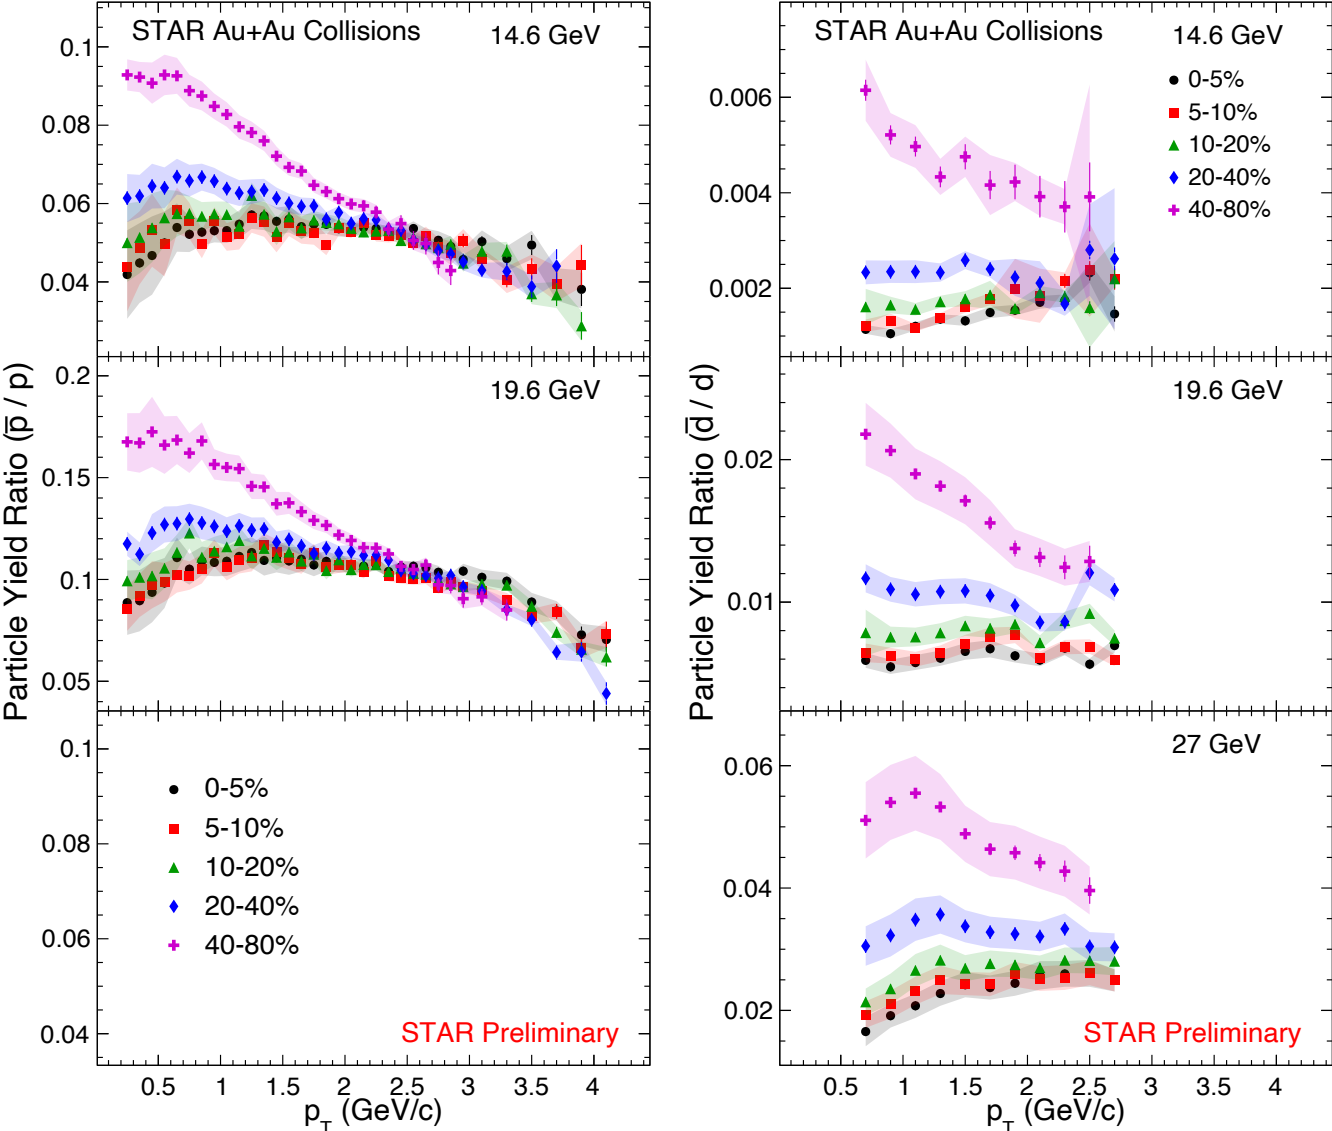 STAR Au+Au Collisions 14.6 GeV
0.1
0.08
0.06
0.04
19.6 GeV
0.2
0.15
0.1
0.05
Particle Yield Ratio (p̅ / p)
0.1
0.08
0.06
0.04
0-5%
5-10%
10-20%
20-40%
40-80%
STAR Preliminary
0.5 1 1.5 2 2.5 3 3.5 4
p_T (GeV/c)
STAR Au+Au Collisions 14.6 GeV
0-5%
5-10%
10-20%
20-40%
40-80%
0.006
0.004
0.002
19.6 GeV
0.02
0.01
Particle Yield Ratio (d̅ / d)
27 GeV
0.06
0.04
0.02
STAR Preliminary
0.5 1 1.5 2 2.5 3 3.5 4
p_T (GeV/c)